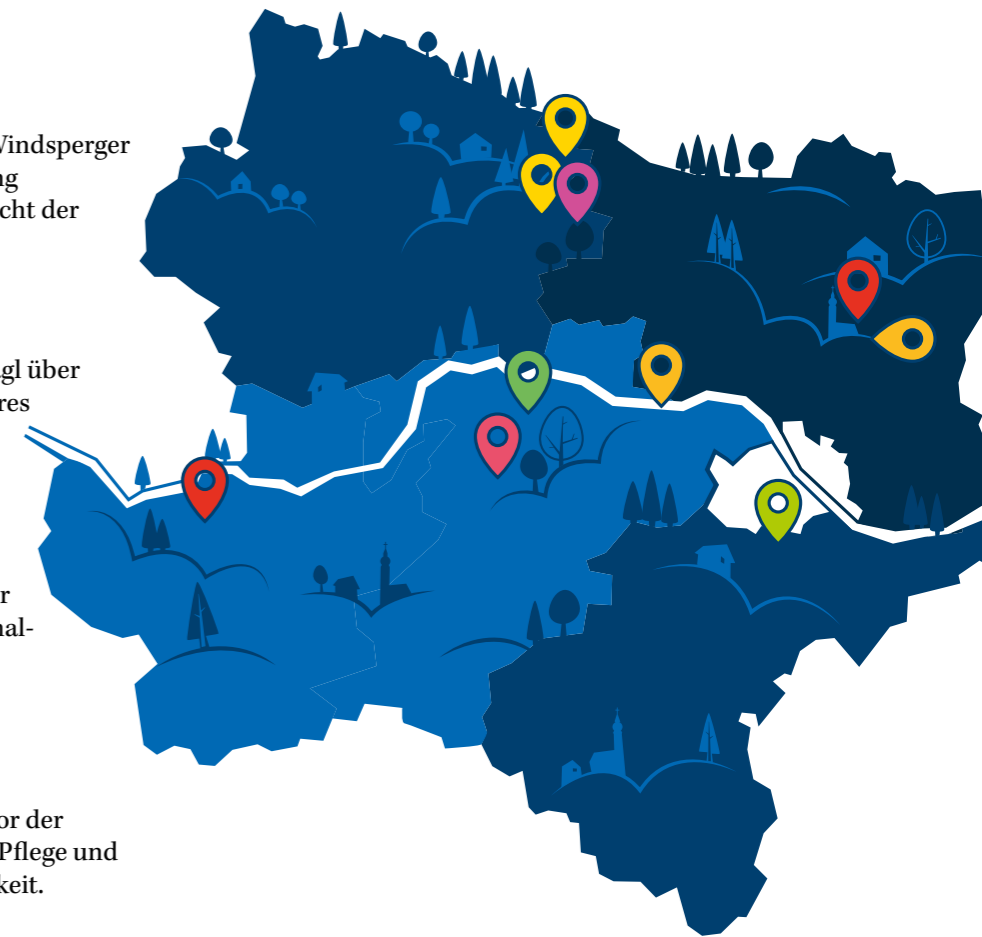 Windsperger
ng
cht der
gl über
res
r
nal-
or der
Pflege und
keit.